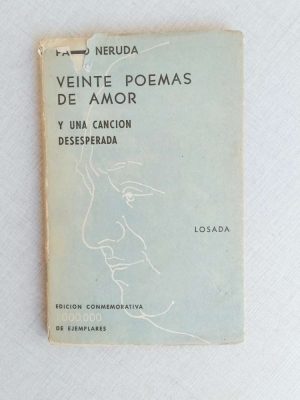 NERUDA
VEINTE POEMAS
DE AMOR
Y UNA CANCION
DESESPERADA
LOSADA
EDICION CONMEMORATIVA
1.000.000
DE EJEMPLARES